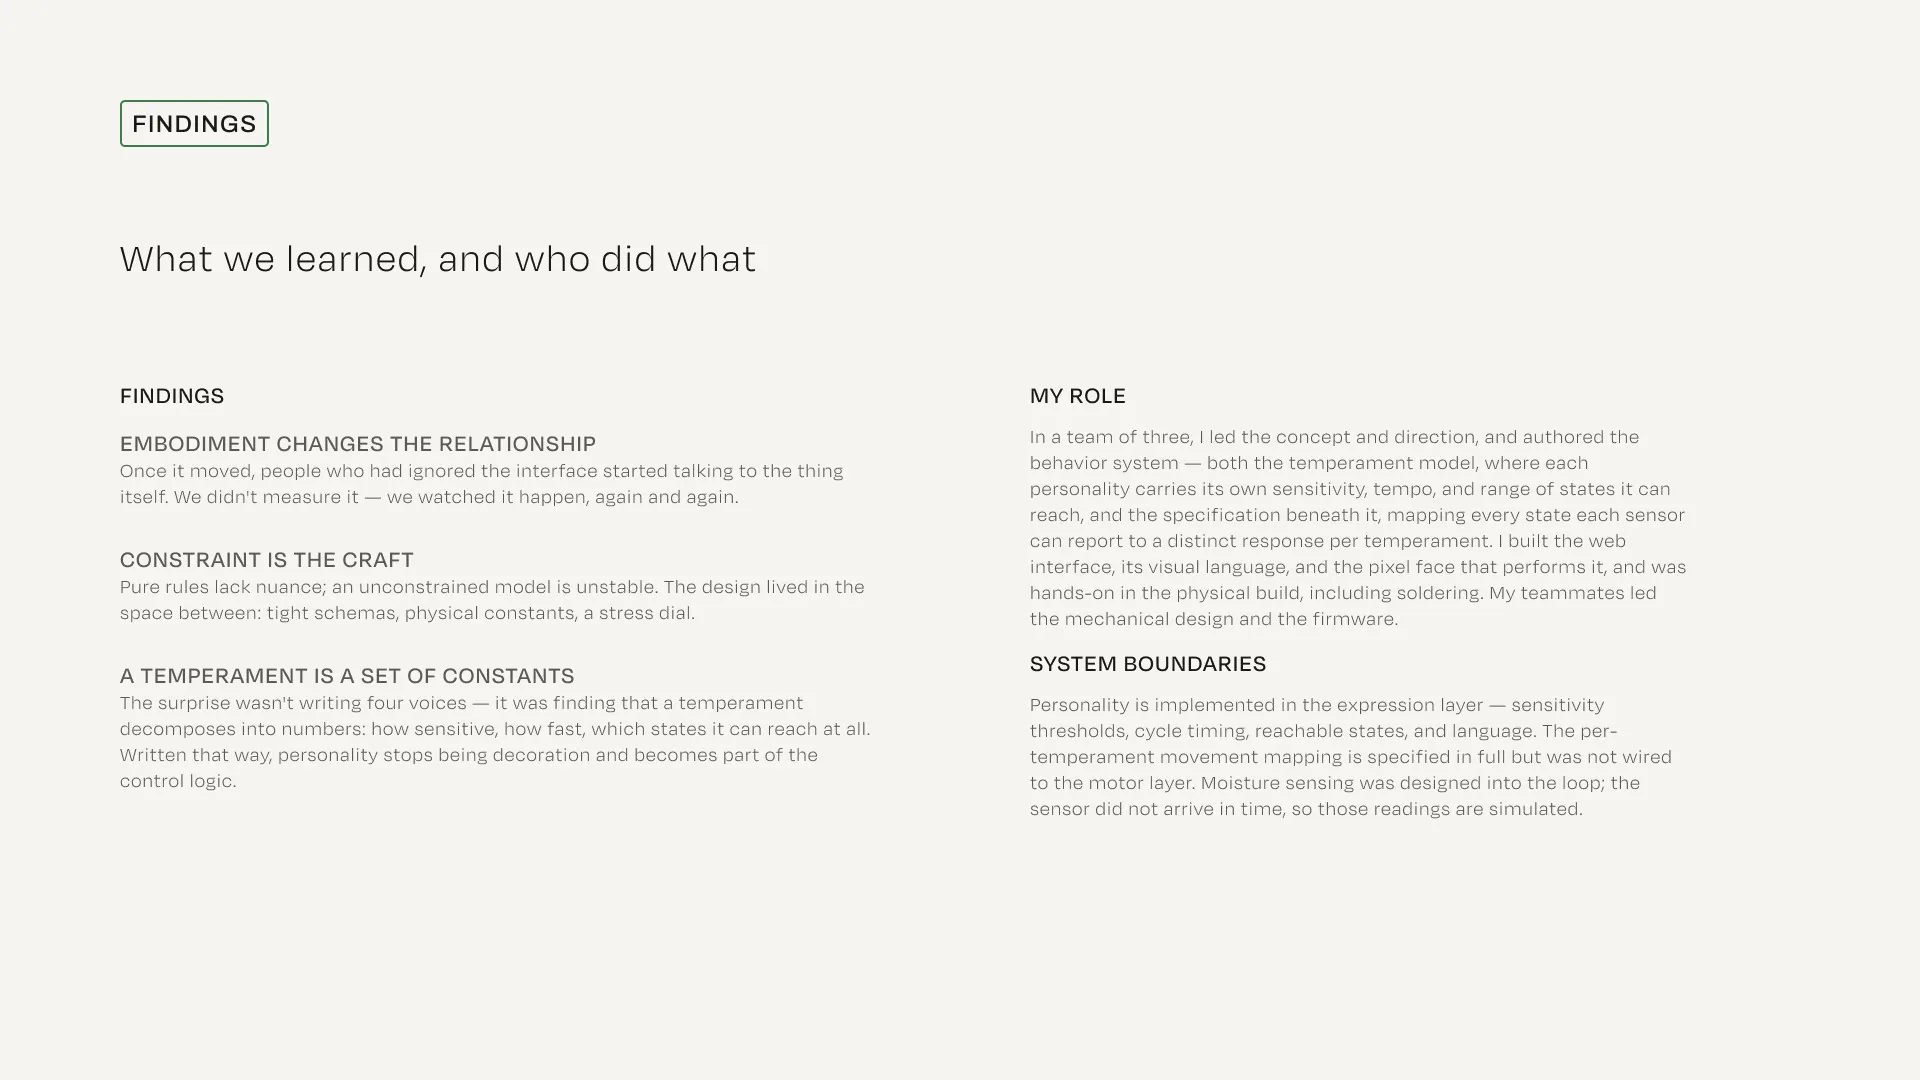 FINDINGS
What we learned, and who did what
FINDINGS
EMBODIMENT CHANGES THE RELATIONSHIP
Once it moved, people who had ignored the interface started talking to the thing
itself. We didn't measure it — we watched it happen, again and again.
CONSTRAINT IS THE CRAFT
Pure rules lack nuance; an unconstrained model is unstable. The design lived in the
space between: tight schemas, physical constants, a stress dial.
A TEMPERAMENT IS A SET OF CONSTANTS
The surprise wasn't writing four voices — it was finding that a temperament
decomposes into numbers: how sensitive, how fast, which states it can reach at all.
Written that way, personality stops being decoration and becomes part of the
control logic.
MY ROLE
In a team of three, I led the concept and direction, and authored the
behavior system — both the temperament model, where each
personality carries its own sensitivity, tempo, and range of states it can
reach, and the specification beneath it, mapping every state each sensor
can report to a distinct response per temperament. I built the web
interface, its visual language, and the pixel face that performs it, and was
hands-on in the physical build, including soldering. My teammates led
the mechanical design and the firmware.
SYSTEM BOUNDARIES
Personality is implemented in the expression layer — sensitivity
thresholds, cycle timing, reachable states, and language. The per-
temperament movement mapping is specified in full but was not wired
to the motor layer. Moisture sensing was designed into the loop; the
sensor did not arrive in time, so those readings are simulated.